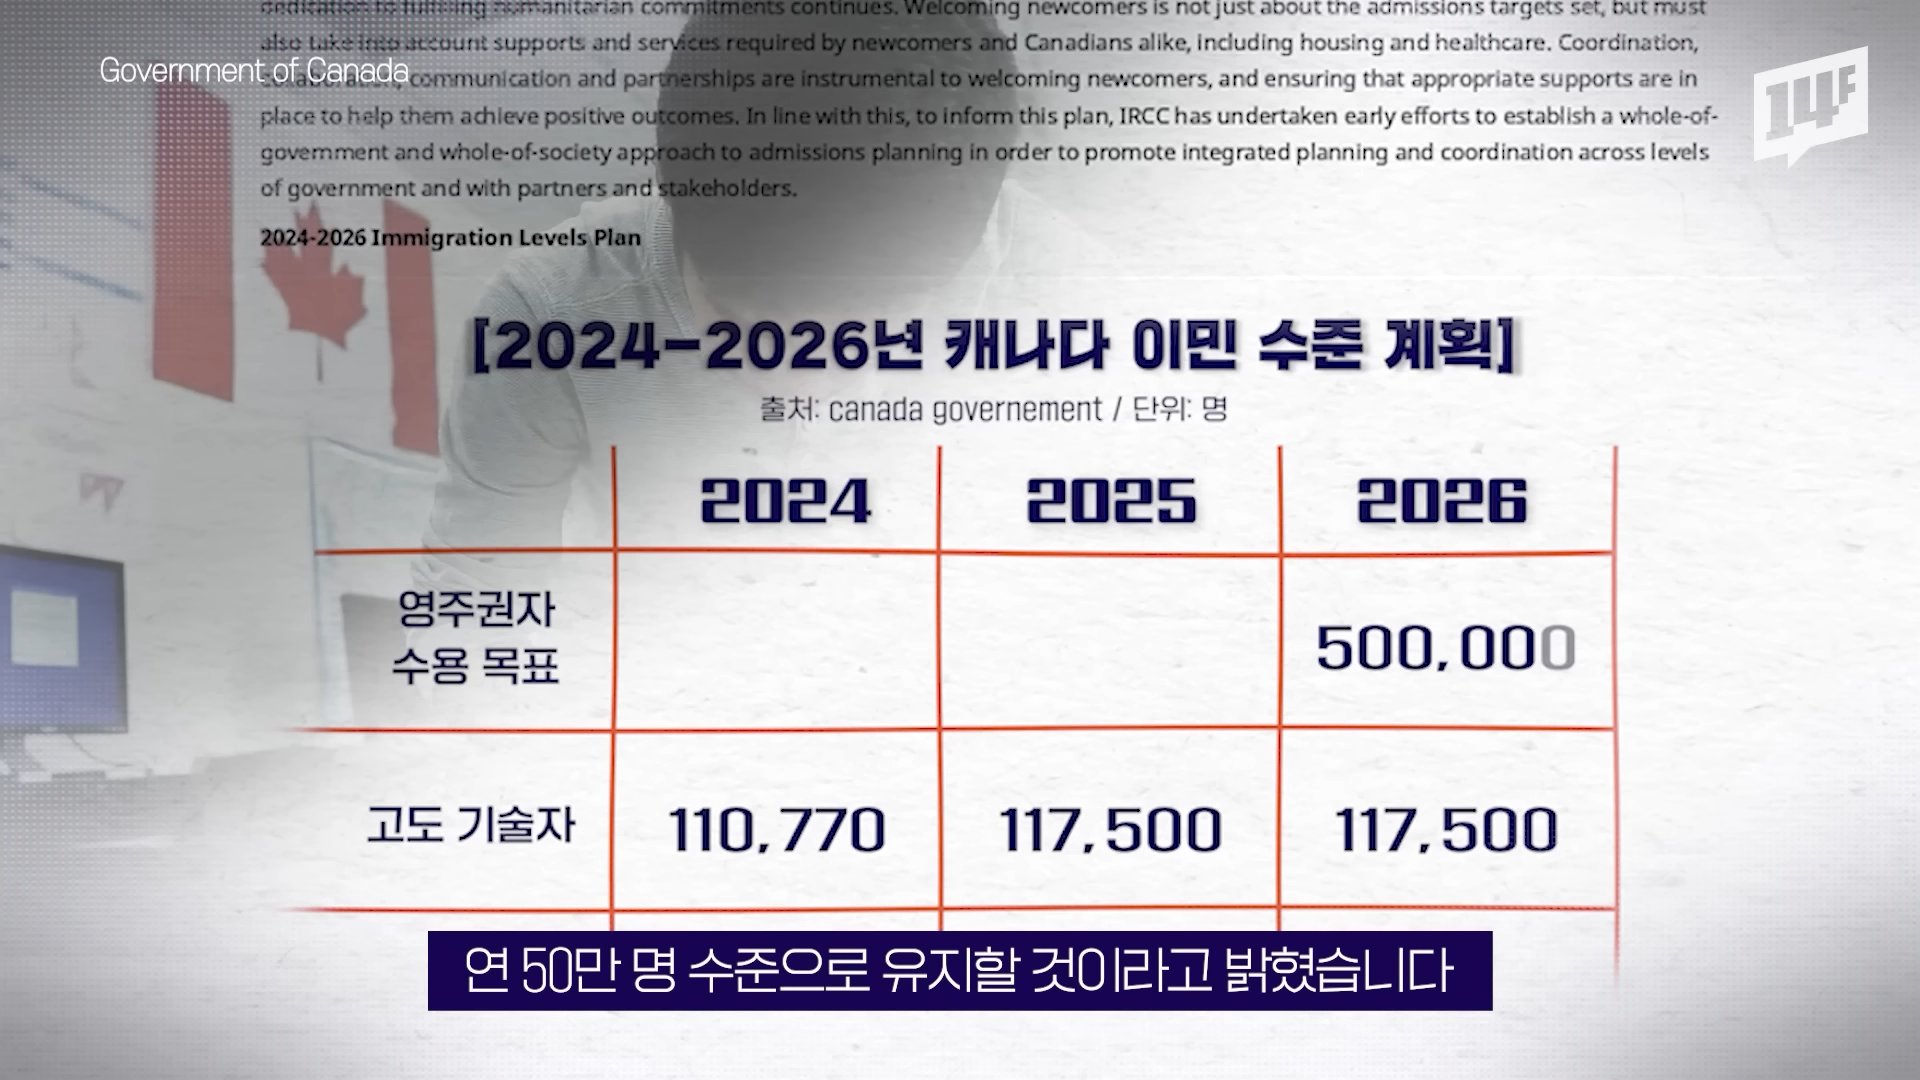 dedication to fulfilling humanitarian commitments continues. Welcoming newcomers is not just about the admissions targets set, but must
also take into account supports and services required by newcomers and Canadians alike, including housing and healthcare. Coordination,
Government of Canada
collaboration, communication and partnerships are instrumental to welcoming newcomers, and ensuring that appropriate supports are in
14F
place to help them achieve positive outcomes. In line with this, to inform this plan, IRCC has undertaken early efforts to establish a whole-of-
government and whole-of-society approach to admissions planning in order to promote integrated planning and coordination across levels
of government and with partners and stakeholders.
2024-2026 Immigration Levels Plan
[2024-2026년 캐나다 이민 수준 계획]
출처: canada governement / 단위: 명
2024 2025 2026
영주권자
수용 목표
500,000
고도 기술자 110,770 117,500 117,500
연 50만 명 수준으로 유지할 것이라고 밝혔습니다